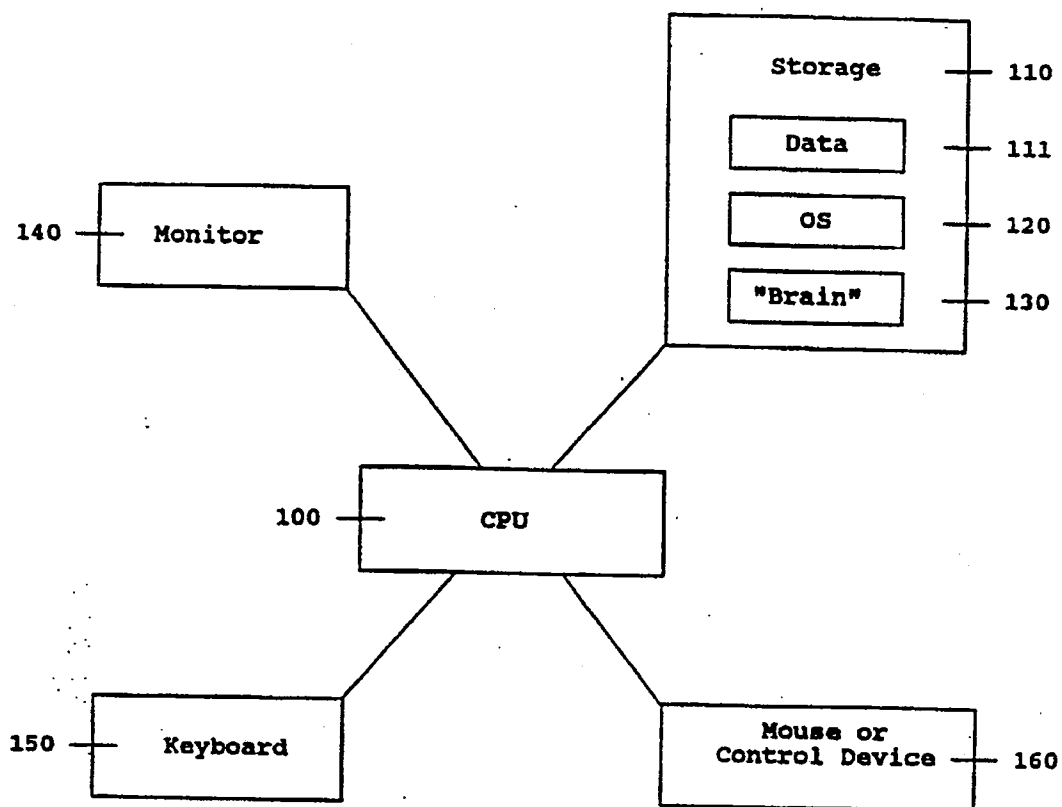 Storage 110
Data 111
OS 120
"Brain" 130
140 Monitor
100 CPU
150 Keyboard
Mouse or
Control Device 160